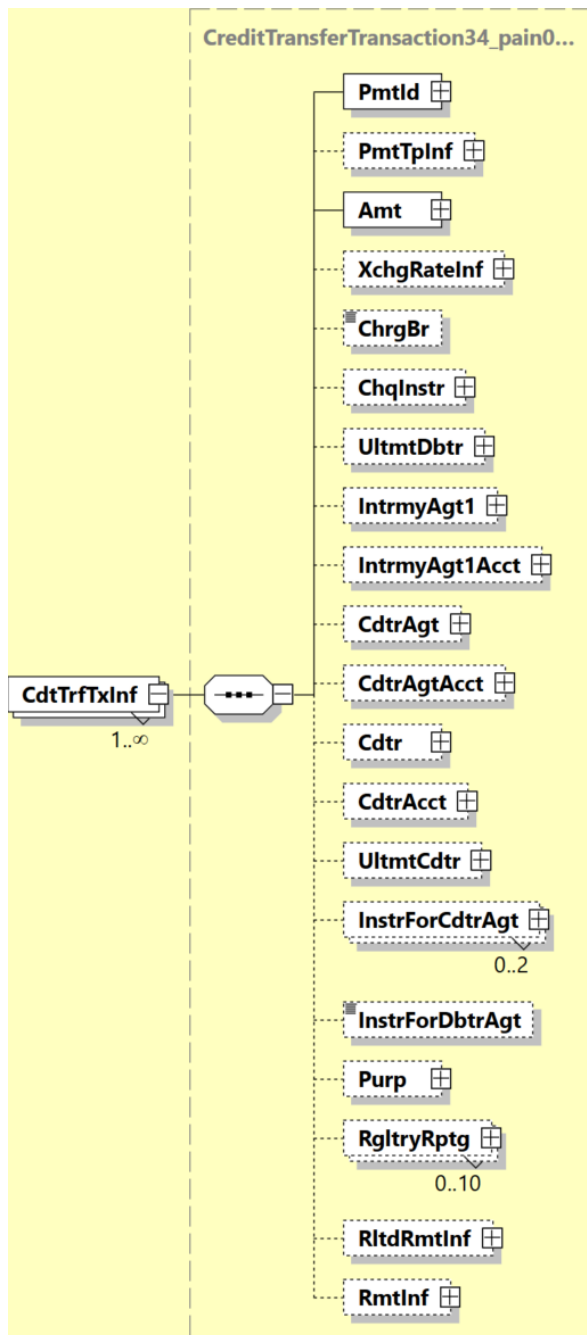 CreditTransferTransaction34_pain0...
PmtId
PmtTpInf
Amt
XchgRateInf
ChrgBr
ChqInstr
UltmtDbtr
IntrmyAgt1
IntrmyAgt1Acct
CdtrAgt
CdtTrfTxInf
1..∞
CdtrAgtAcct
Cdtr
CdtrAcct
UltmtCdtr
InstrForCdtrAgt
0..2
InstrForDbtrAgt
Purp
RgltryRptg
0..10
RltdRmtInf
RmtInf